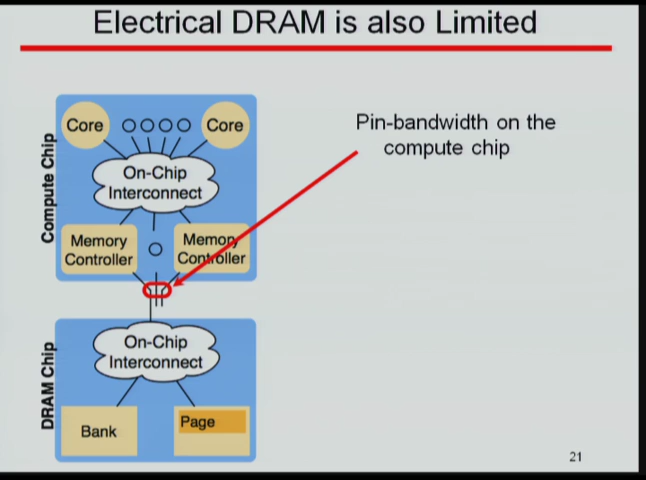 Electrical DRAM is also Limited
Compute Chip
Core
Core
On-Chip
Interconnect
Memory
Controller
Memory
Controller
Pin-bandwidth on the
compute chip
DRAM Chip
On-Chip
Interconnect
Bank
Page
21